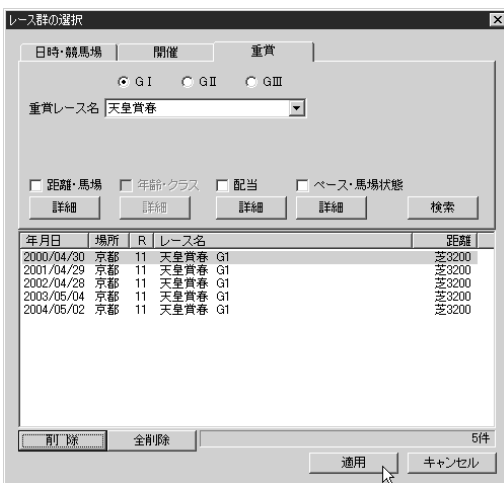 レース群の選択
日時・競馬場 開催 重賞
GⅠ GⅡ GⅢ
重賞レース名 天皇賞春
距離・馬場 年齢・クラス 配当 ペース・馬場状態
詳細 詳細 詳細 詳細 検索
年月日 場所 R レース名 距離
2000/04/30 京都 11 天皇賞春 G1 芝3200
2001/04/29 京都 11 天皇賞春 G1 芝3200
2002/04/28 京都 11 天皇賞春 G1 芝3200
2003/05/04 京都 11 天皇賞春 G1 芝3200
2004/05/02 京都 11 天皇賞春 G1 芝3200
削除 全削除 5件
適用 キャンセル